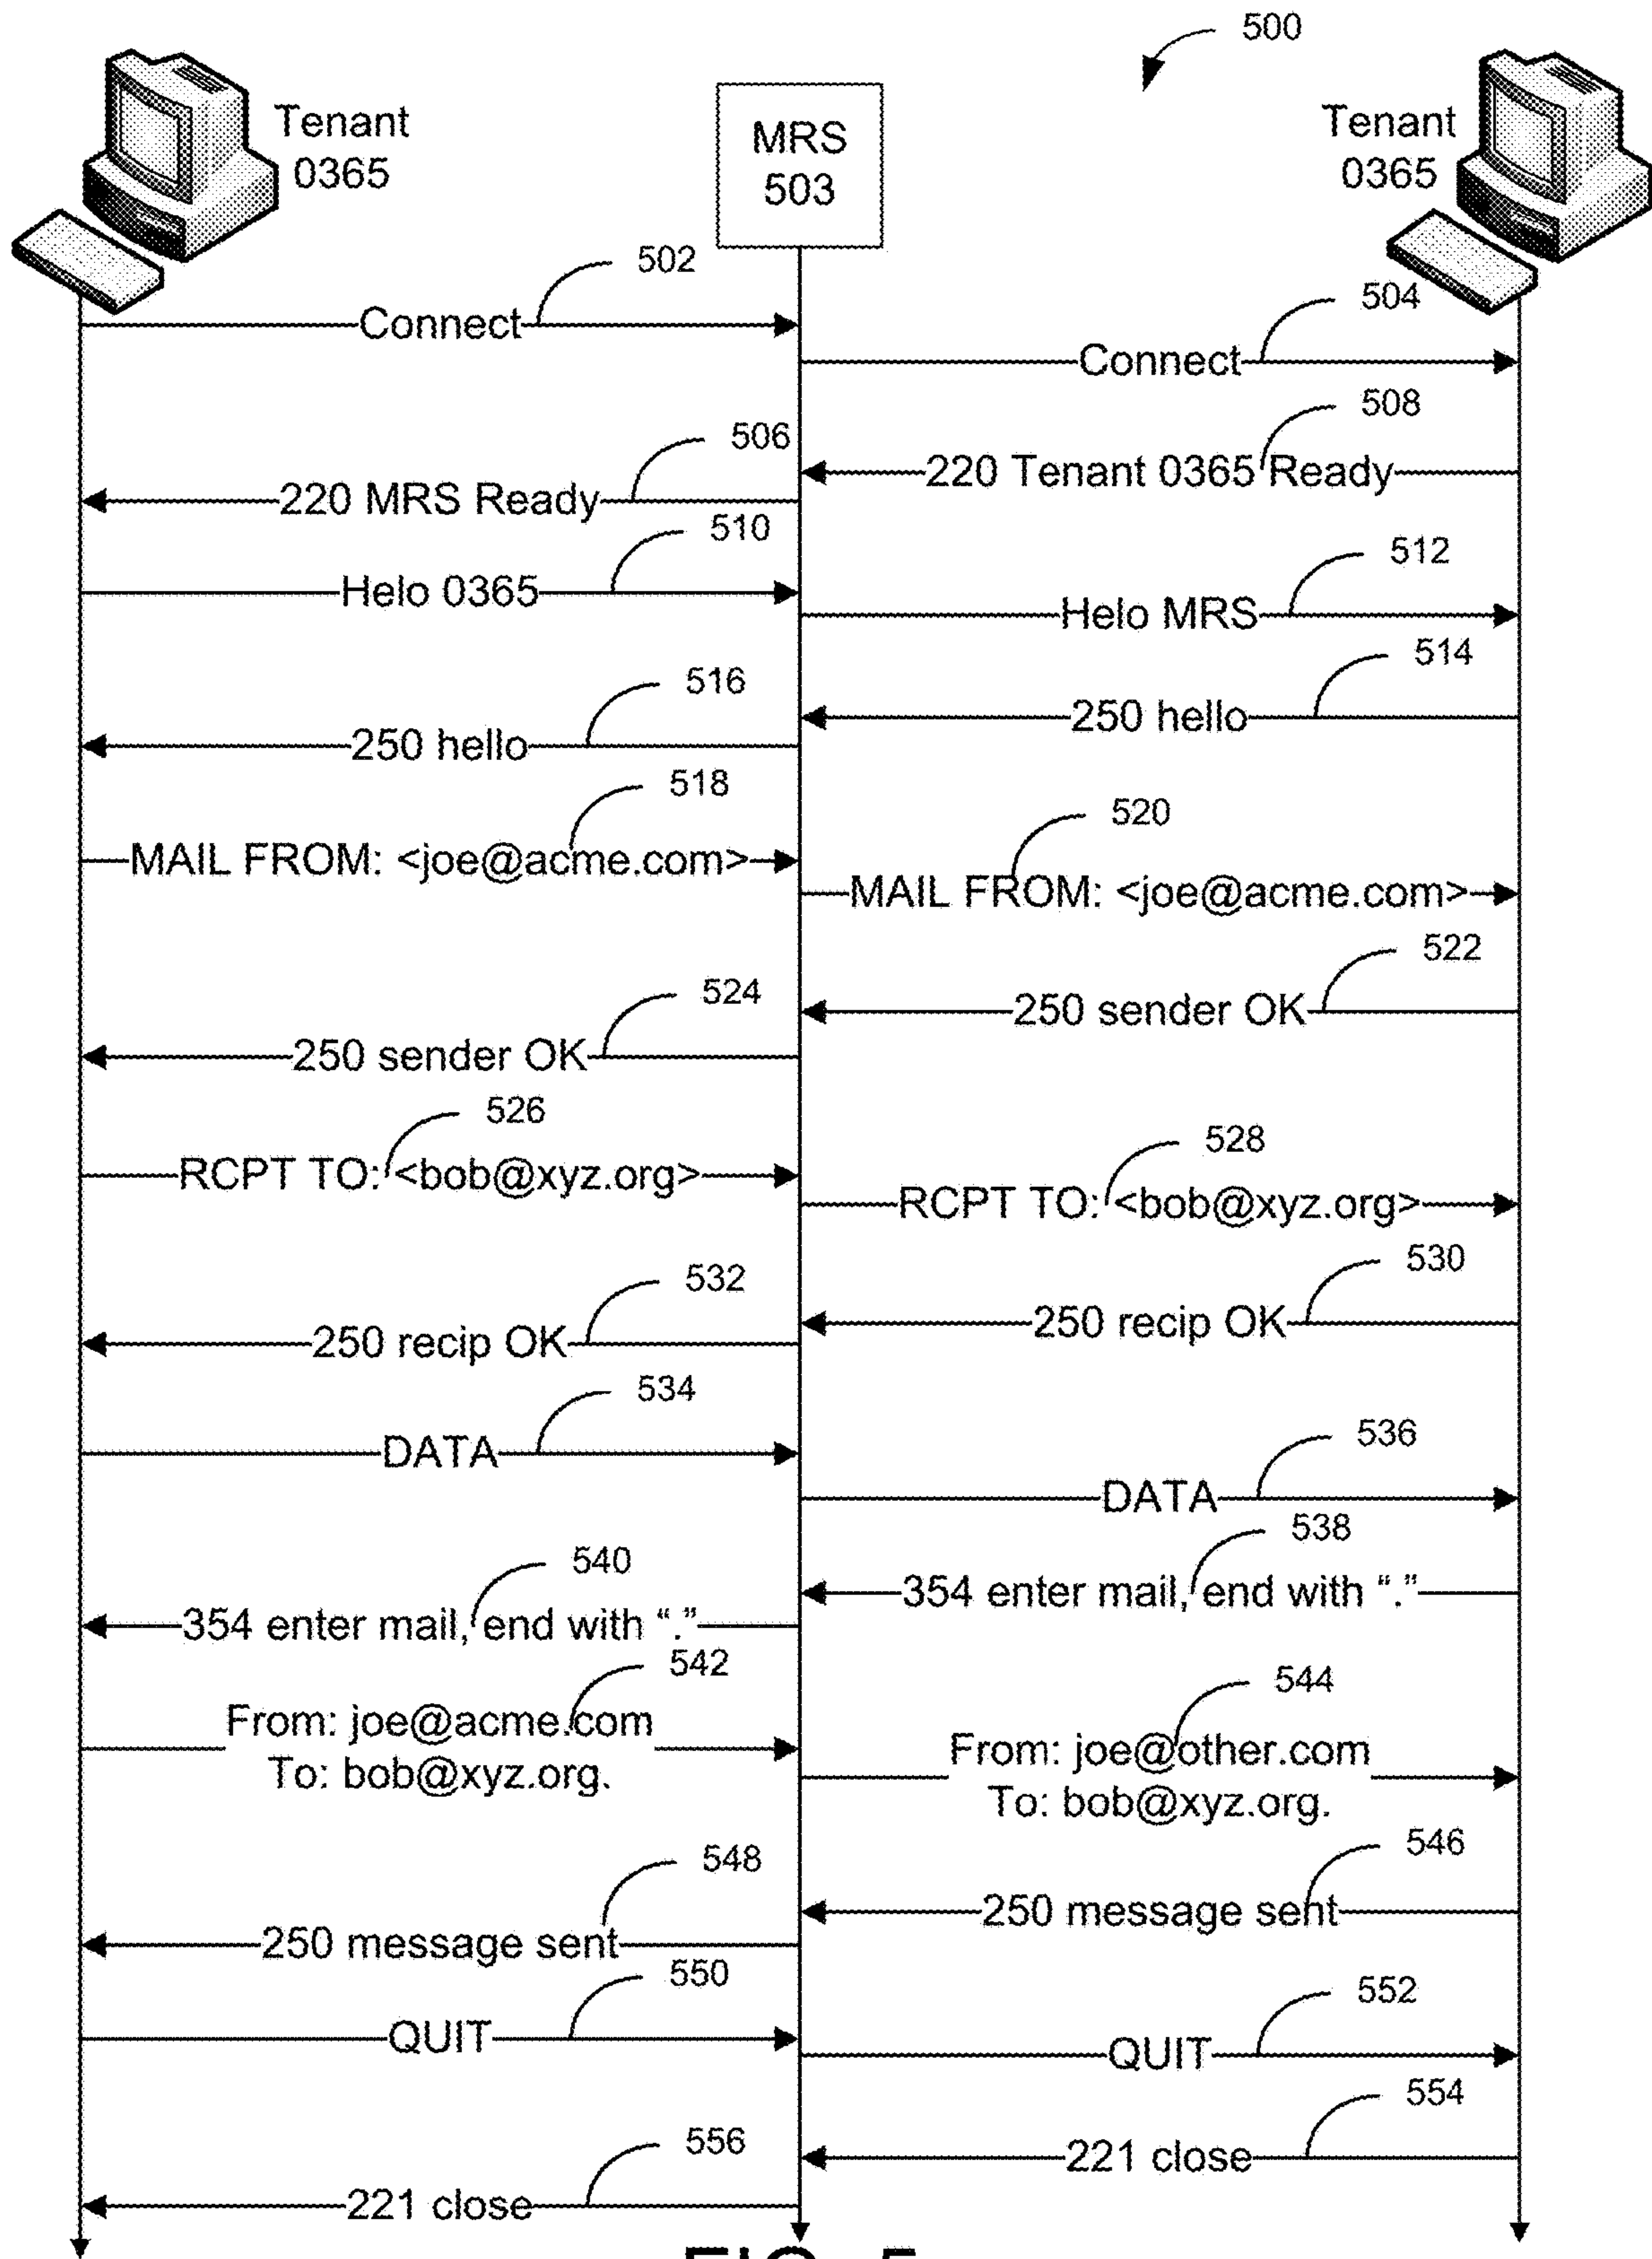 500
Tenant
0365
MRS
503
Tenant
0365
502
Connect
504
Connect
508
220 Tenant 0365 Ready
506
220 MRS Ready
510
Helo 0365
512
Helo MRS
514
250 hello
516
250 hello
518
MAIL FROM: <joe@acme.com>
520
MAIL FROM: <joe@acme.com>
522
250 sender OK
524
250 sender OK
526
RCPT TO: <bob@xyz.org>
528
RCPT TO: <bob@xyz.org>
530
250 recip OK
532
250 recip OK
534
DATA
536
DATA
538
354 enter mail, end with “.”
540
354 enter mail, end with “.”
542
From: joe@acme.com
To: bob@xyz.org.
544
From: joe@other.com
To: bob@xyz.org.
546
250 message sent
548
250 message sent
550
QUIT
552
QUIT
554
221 close
556
221 close